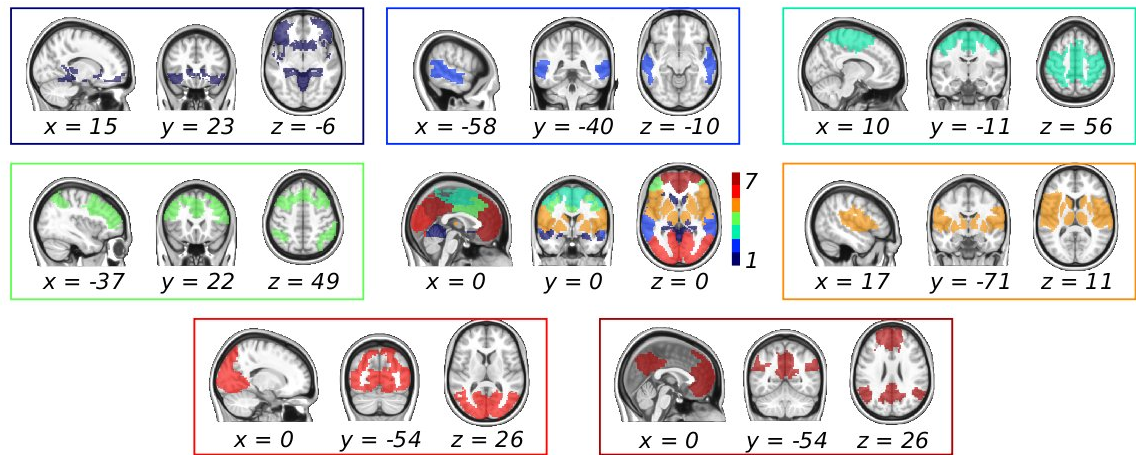 x = 15 y = 23 z = -6
x = -58 y = -40 z = -10
x = 10 y = -11 z = 56
x = -37 y = 22 z = 49
7
1
x = 0 y = 0 z = 0
x = 17 y = -71 z = 11
x = 0 y = -54 z = 26
x = 0 y = -54 z = 26